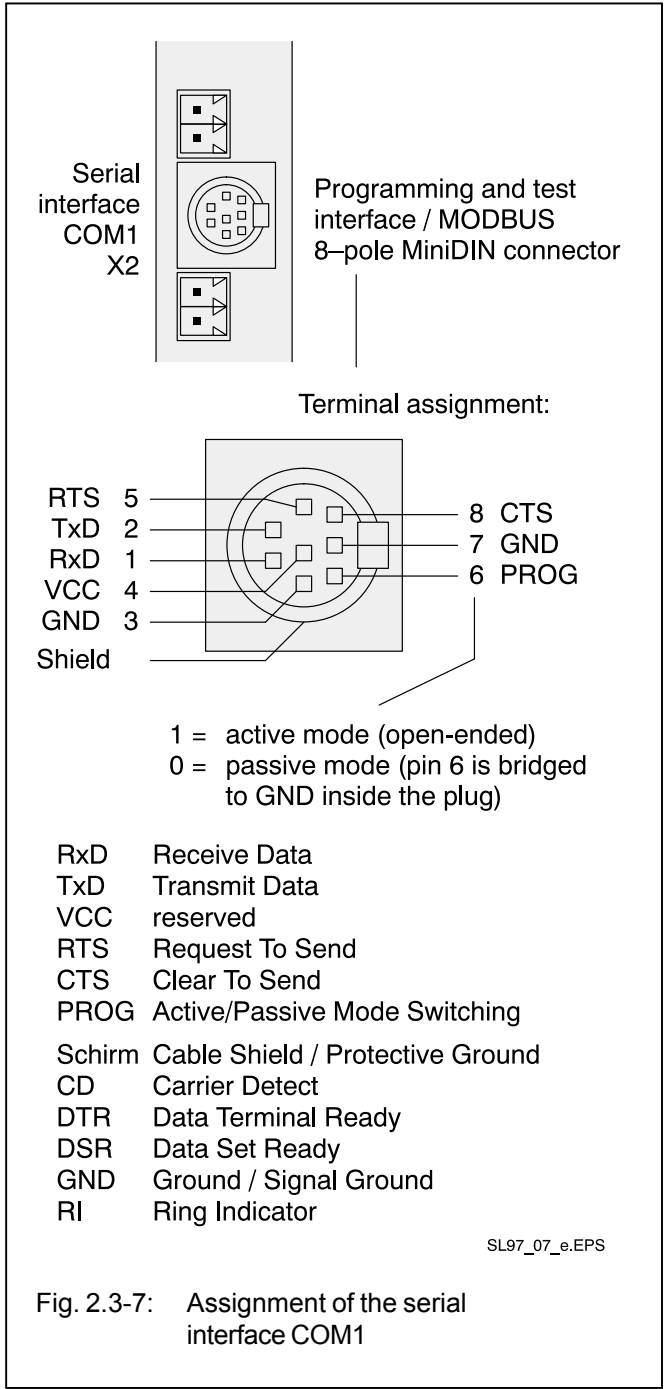 Serial
interface
COM1
X2
Programming and test
interface / MODBUS
8–pole MiniDIN connector
Terminal assignment:
RTS 5
TxD 2
RxD 1
VCC 4
GND 3
Shield
8 CTS
7 GND
6 PROG
1 = active mode (open-ended)
0 = passive mode (pin 6 is bridged
to GND inside the plug)
RxD Receive Data
TxD Transmit Data
VCC reserved
RTS Request To Send
CTS Clear To Send
PROG Active/Passive Mode Switching
Schirm Cable Shield / Protective Ground
CD Carrier Detect
DTR Data Terminal Ready
DSR Data Set Ready
GND Ground / Signal Ground
RI Ring Indicator
SL97_07_e.EPS
Fig. 2.3-7: Assignment of the serial
interface COM1